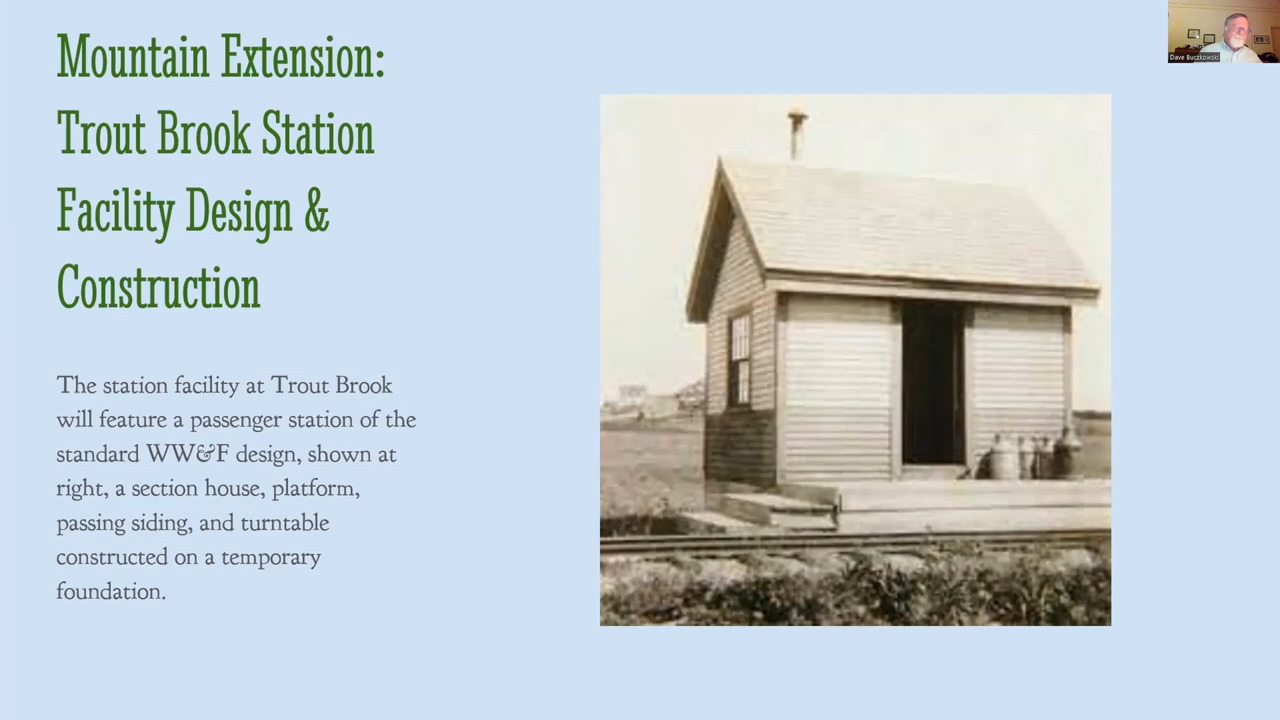 Mountain Extension:
Trout Brook Station
Facility Design &
Construction
The station facility at Trout Brook
will feature a passenger station of the
standard WW&F design, shown at
right, a section house, platform,
passing siding, and turntable
constructed on a temporary
foundation.
Dave Buczkowski